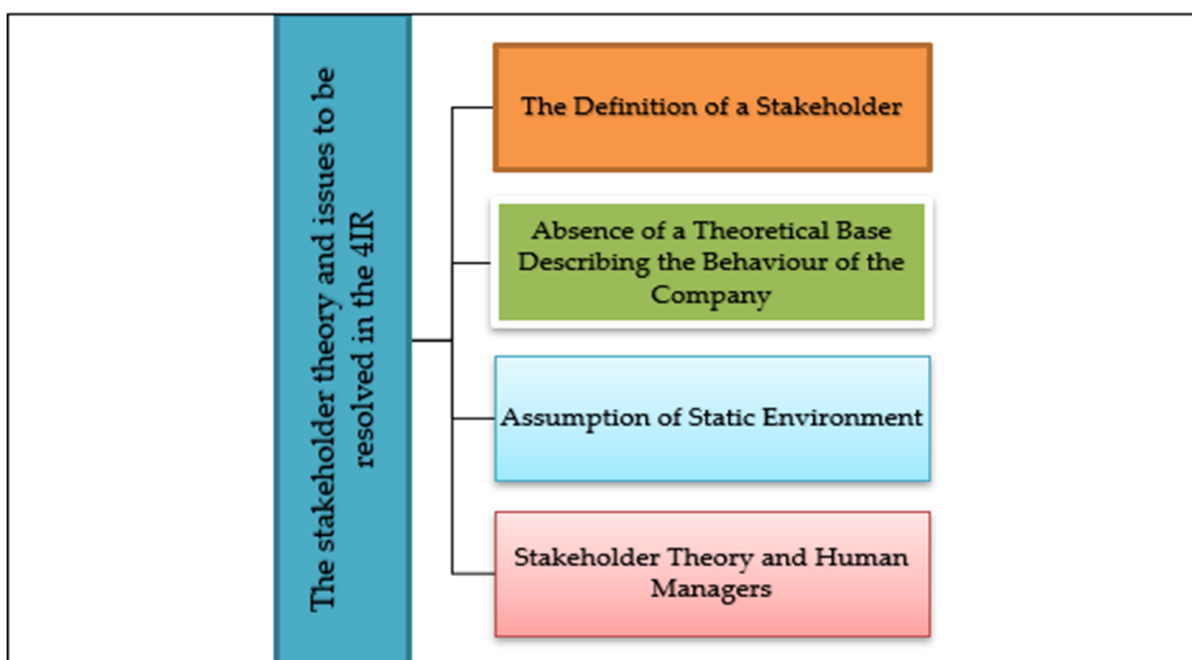 The stakeholder theory and issues to be
resolved in the 4IR
The Definition of a Stakeholder
Absence of a Theoretical Base
Describing the Behaviour of the
Company
Assumption of Static Environment
Stakeholder Theory and Human
Managers